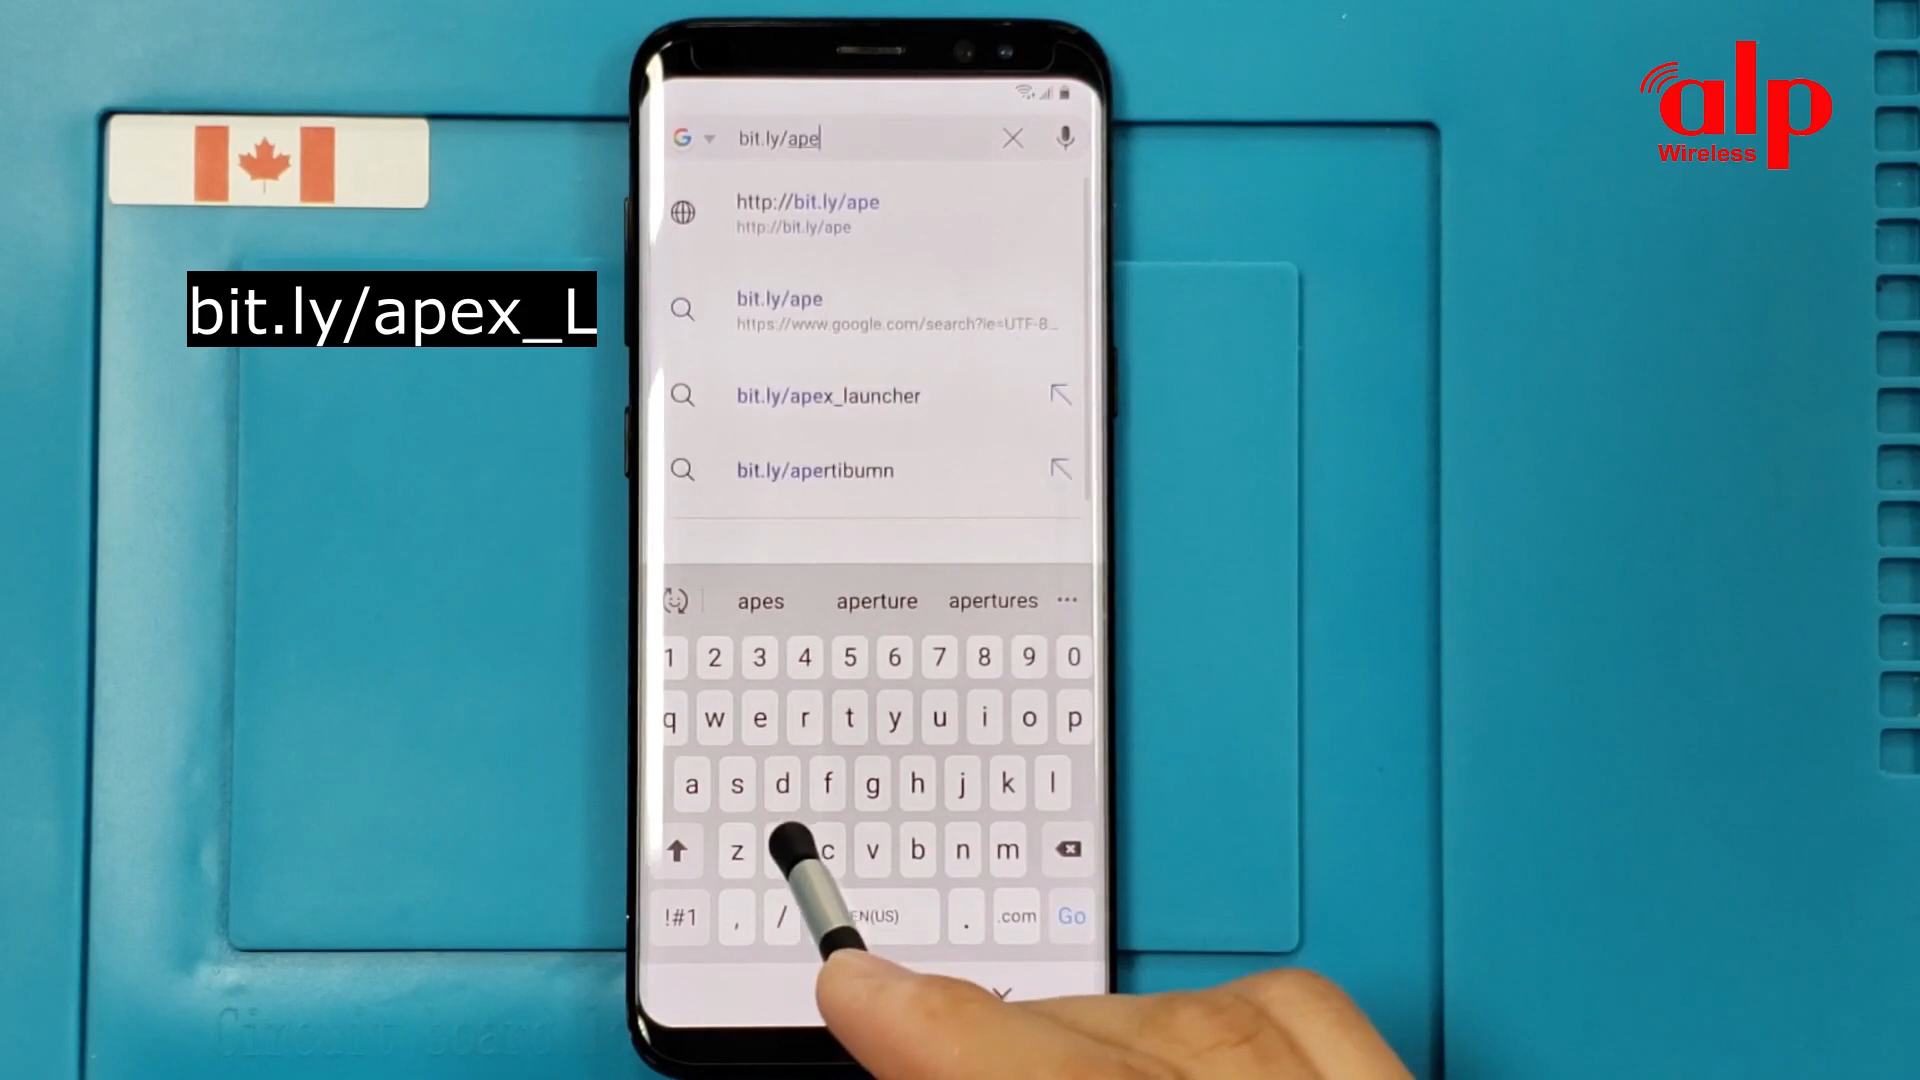 alp
Wireless
bit.ly/ape
http://bit.ly/ape
http://bit.ly/ape
bit.ly/apex_L
bit.ly/ape
https://www.google.com/search?ie=UTF-8...
bit.ly/apex_launcher
bit.ly/apertibumn
apes aperture apertures ...
1 2 3 4 5 6 7 8 9 0
q w e r t y u i o p
a s d f g h j k l
z c v b n m
!#1 , / EN(US) . .com Go
Circuit board